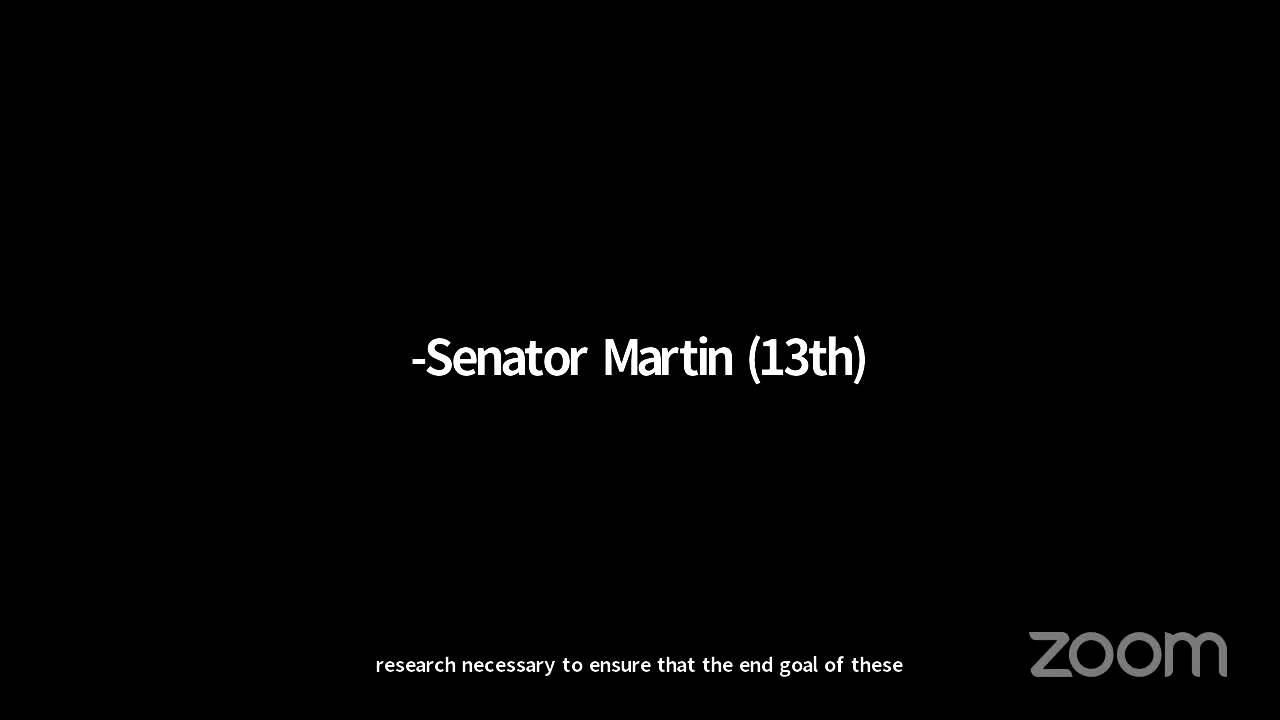 -Senator Martin (13th)
research necessary to ensure that the end goal of these
zoom